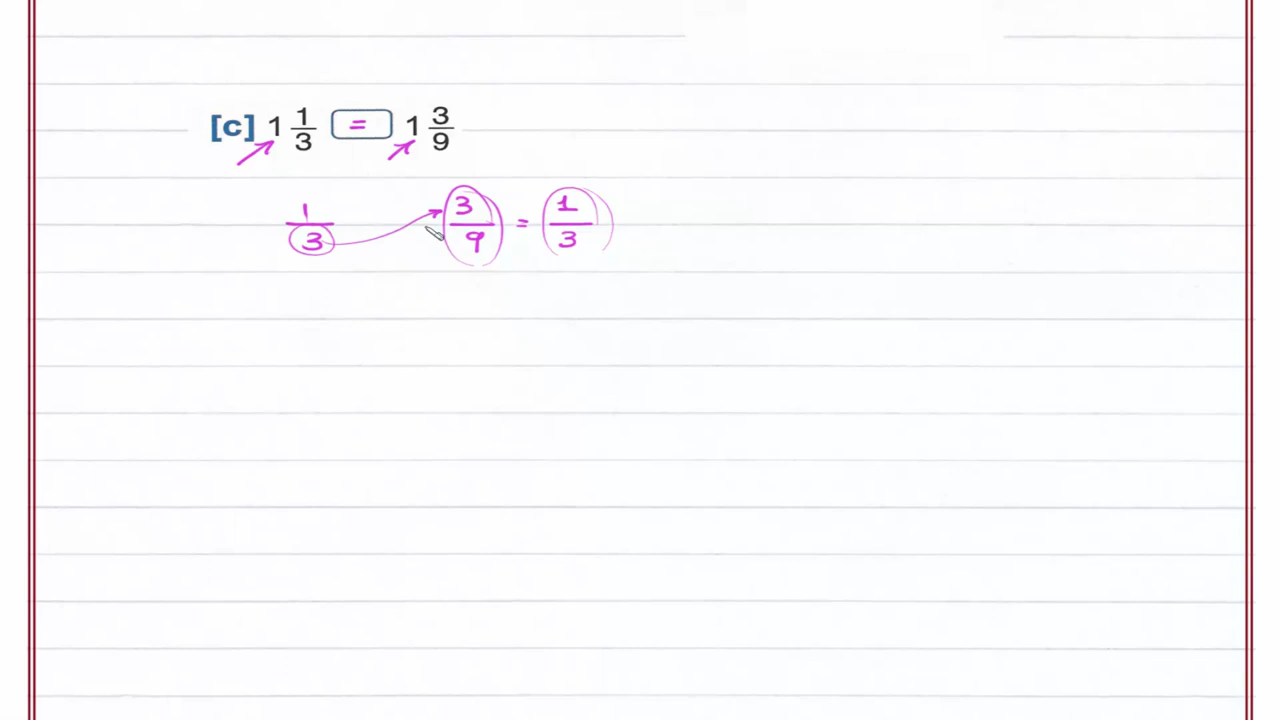 [c] 1 1/3 = 1 3/9
1/3 3/9 = 1/3